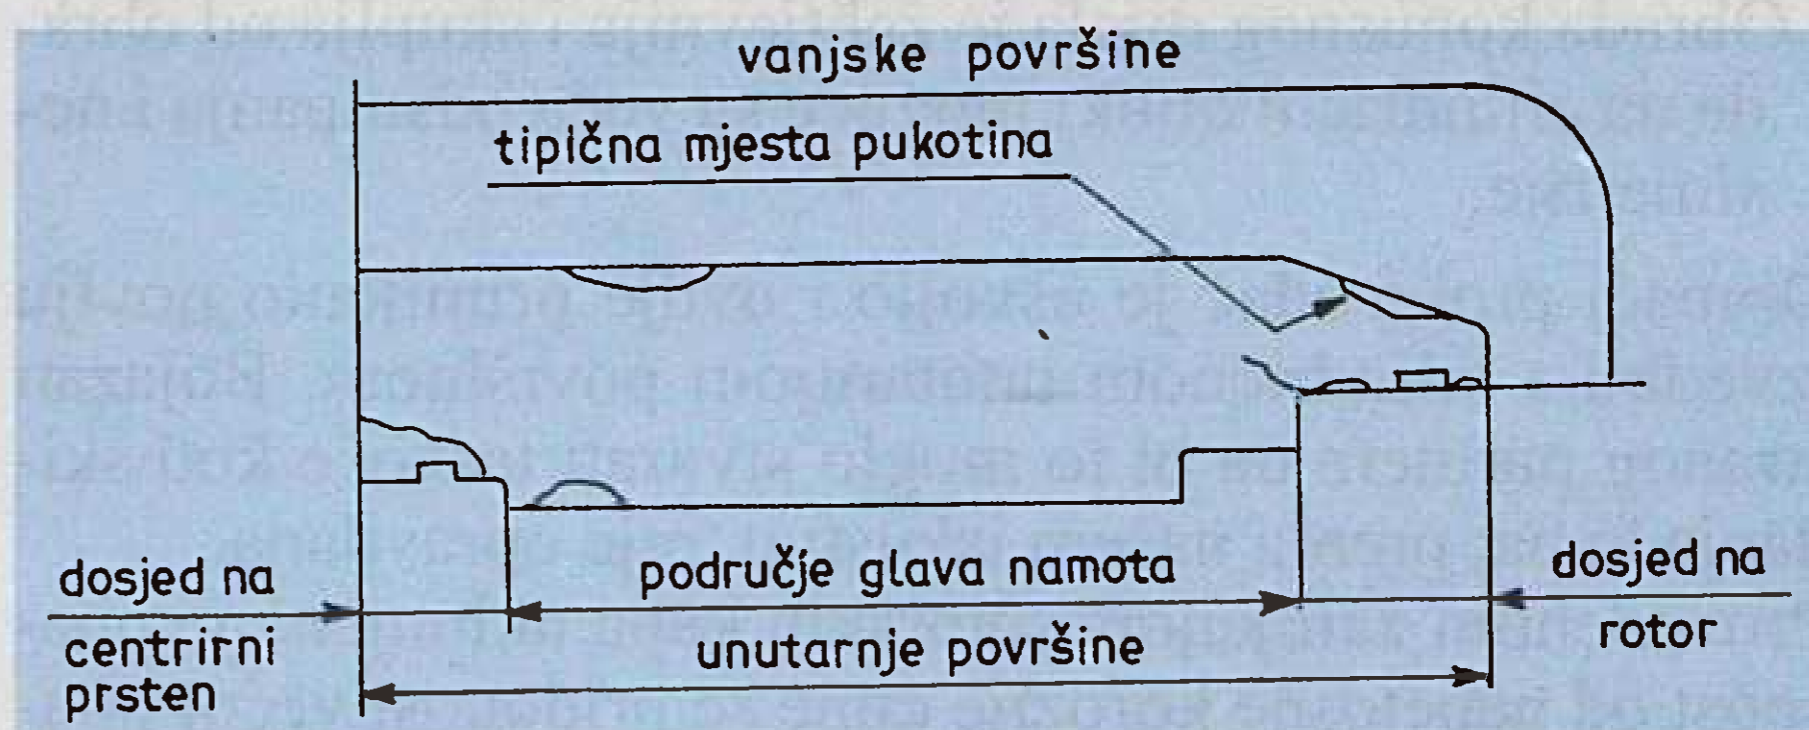 vanjske površine
tipična mjesta pukotina
dosjed na
centrirni
prsten
područje glava namota
unutarnje površine
dosjed na
rotor